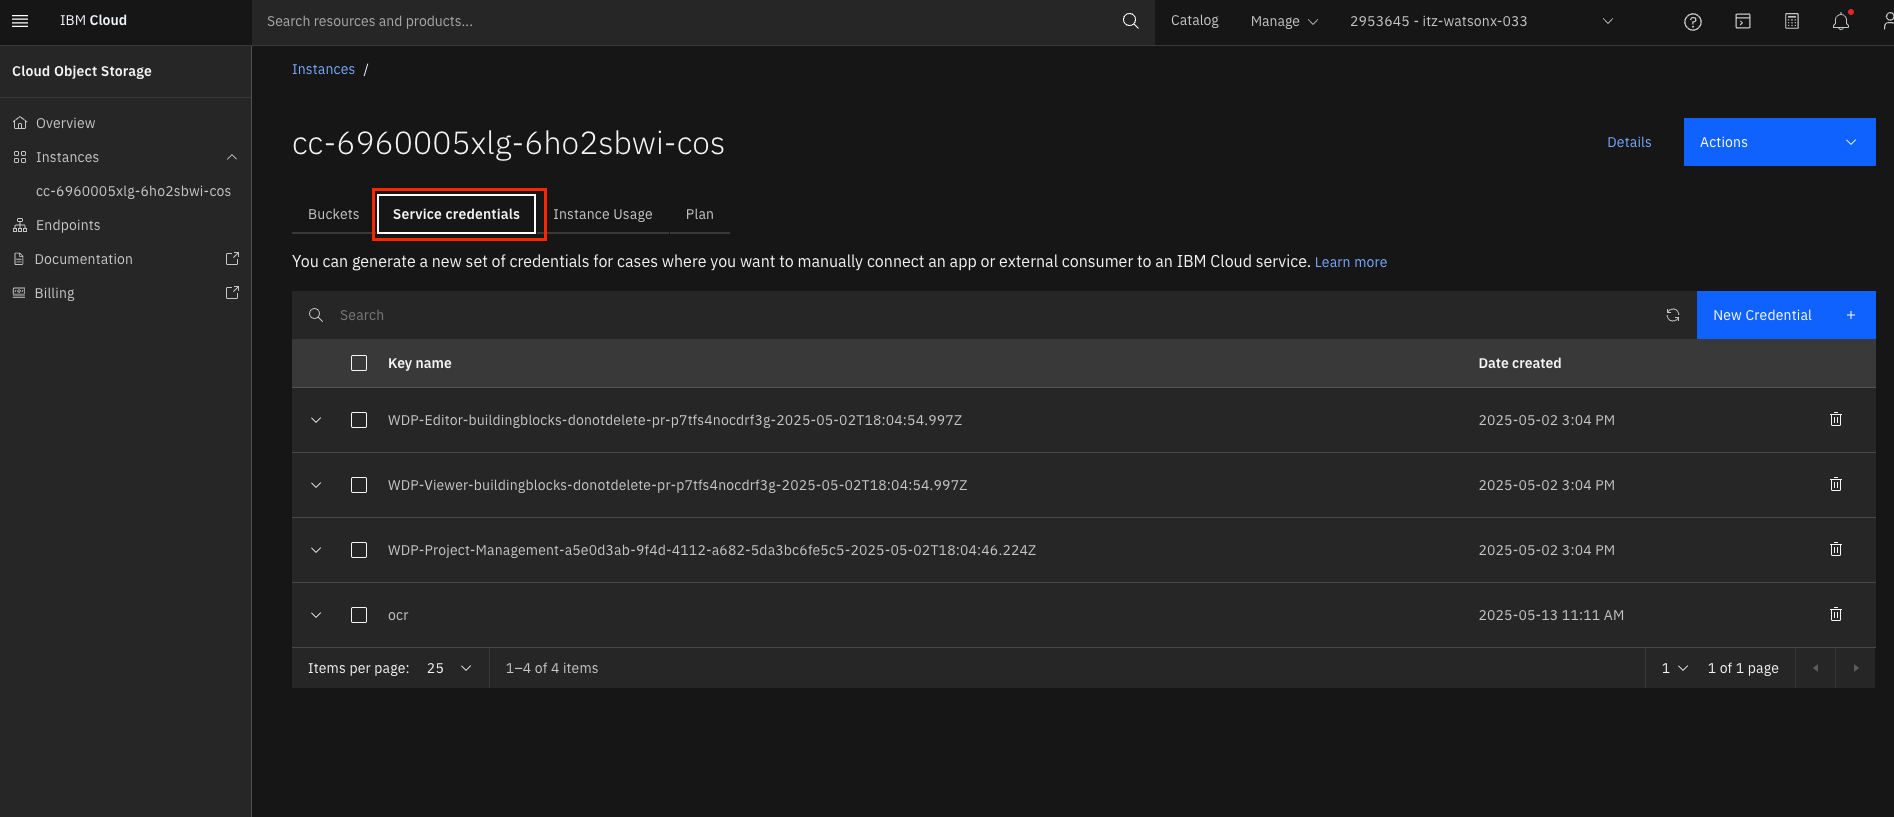 IBM Cloud
Search resources and products...
Catalog
Manage
2953645 - itz-watsonx-033
Cloud Object Storage
Overview
Instances
cc-6960005xlg-6ho2sbwi-cos
Endpoints
Documentation
Billing
Instances /
cc-6960005xlg-6ho2sbwi-cos
Details
Actions
Buckets
Service credentials
Instance Usage
Plan
You can generate a new set of credentials for cases where you want to manually connect an app or external consumer to an IBM Cloud service. Learn more
Search
New Credential +
Key name
Date created
WDP-Editor-buildingblocks-donotdelete-pr-p7tfs4nocdrf3g-2025-05-02T18:04:54.997Z
2025-05-02 3:04 PM
WDP-Viewer-buildingblocks-donotdelete-pr-p7tfs4nocdrf3g-2025-05-02T18:04:54.997Z
2025-05-02 3:04 PM
WDP-Project-Management-a5e0d3ab-9f4d-4112-a682-5da3bc6fe5c5-2025-05-02T18:04:46.224Z
2025-05-02 3:04 PM
ocr
2025-05-13 11:11 AM
Items per page: 25
1–4 of 4 items
1
1 of 1 page